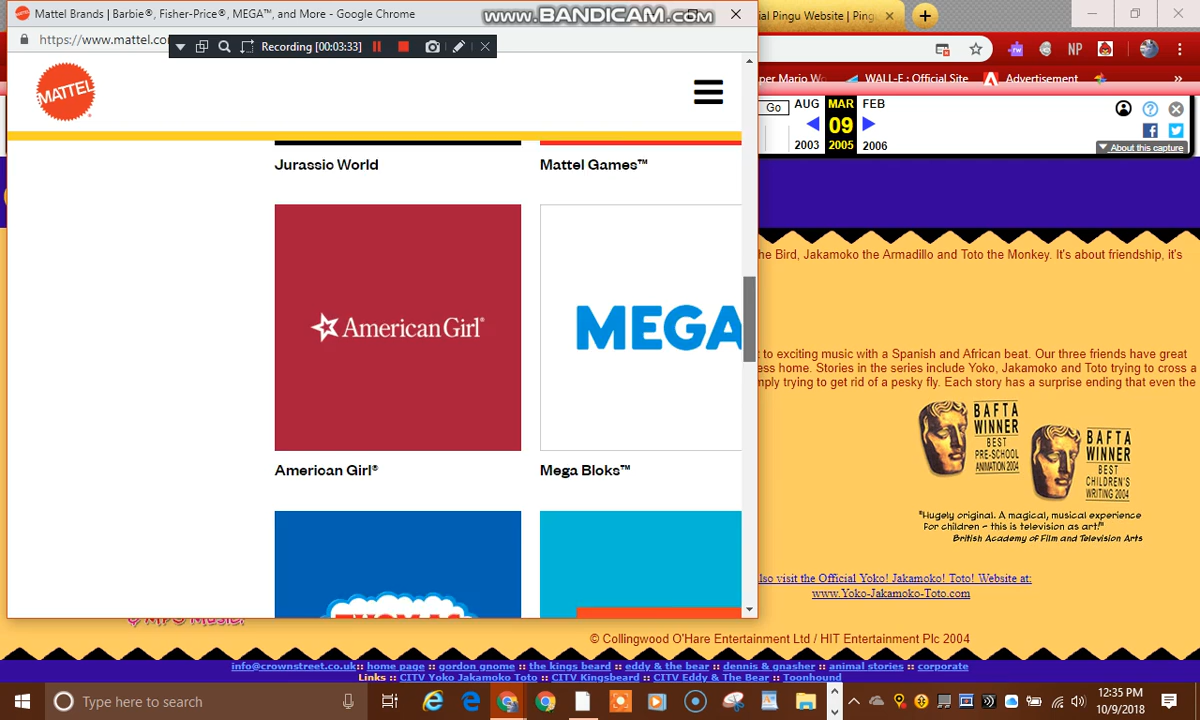 Mattel Brands | Barbie®, Fisher-Price®, MEGA™, and More - Google Chrome
www.BANDICAM.com
ial Pingu Website | Ping
https://www.mattel.co
Recording [00:03:33]
NP
per Mario Wo
WALL-E : Official Site
Advertisement
»
MATTEL
Go
AUG
MAR
FEB
09
2003
2005
2006
About this capture
Jurassic World
Mattel Games™
he Bird, Jakamoko the Armadillo and Toto the Monkey. It's about friendship, it's
American Girl®
MEGA
t to exciting music with a Spanish and African beat. Our three friends have great
ess home. Stories in the series include Yoko, Jakamoko and Toto trying to cross a
mply trying to get rid of a pesky fly. Each story has a surprise ending that even the
BAFTA
WINNER
BEST
PRE-SCHOOL
ANIMATION 2004
BAFTA
WINNER
BEST
CHILDREN'S
WRITING 2004
American Girl®
Mega Bloks™
"Hugely original. A magical, musical experience
for children - this is television as art!"
British Academy of Film and Television Arts
lso visit the Official Yoko! Jakamoko! Toto! Website at:
www.Yoko-Jakamoko-Toto.com
THOMAS
© Collingwood O'Hare Entertainment Ltd / HIT Entertainment Plc 2004
info@crownstreet.co.uk:: home page :: gordon gnome :: the kings beard :: eddy & the bear :: dennis & gnasher :: animal stories :: corporate
Links :: CITV Yoko Jakamoko Toto :: CITV Kingsbeard :: CITV Eddy & The Bear :: Toonhound
Type here to search
12:35 PM
10/9/2018